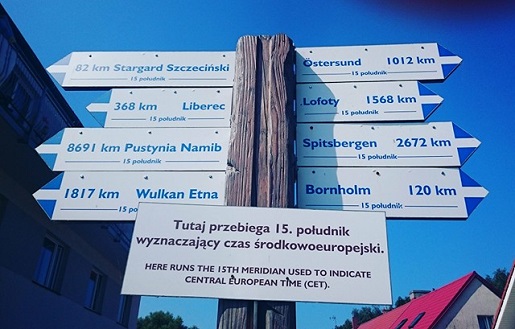 82 km Stargard Szczeciński
15 południk
368 km Liberec
15 południk
8691 km Pustynia Namib
15 południk
1817 km Wulkan Etna
15 po
Östersund 1012 km
15 południk
Lofoty 1568 km
15 południk
Spitsbergen 2672 km
15 południk
Bornholm 120 km
15 południk
Tutaj przebiega 15. południk
wyznaczający czas środkowoeuropejski.
HERE RUNS THE 15TH MERIDIAN USED TO INDICATE
CENTRAL EUROPEAN TIME (CET).